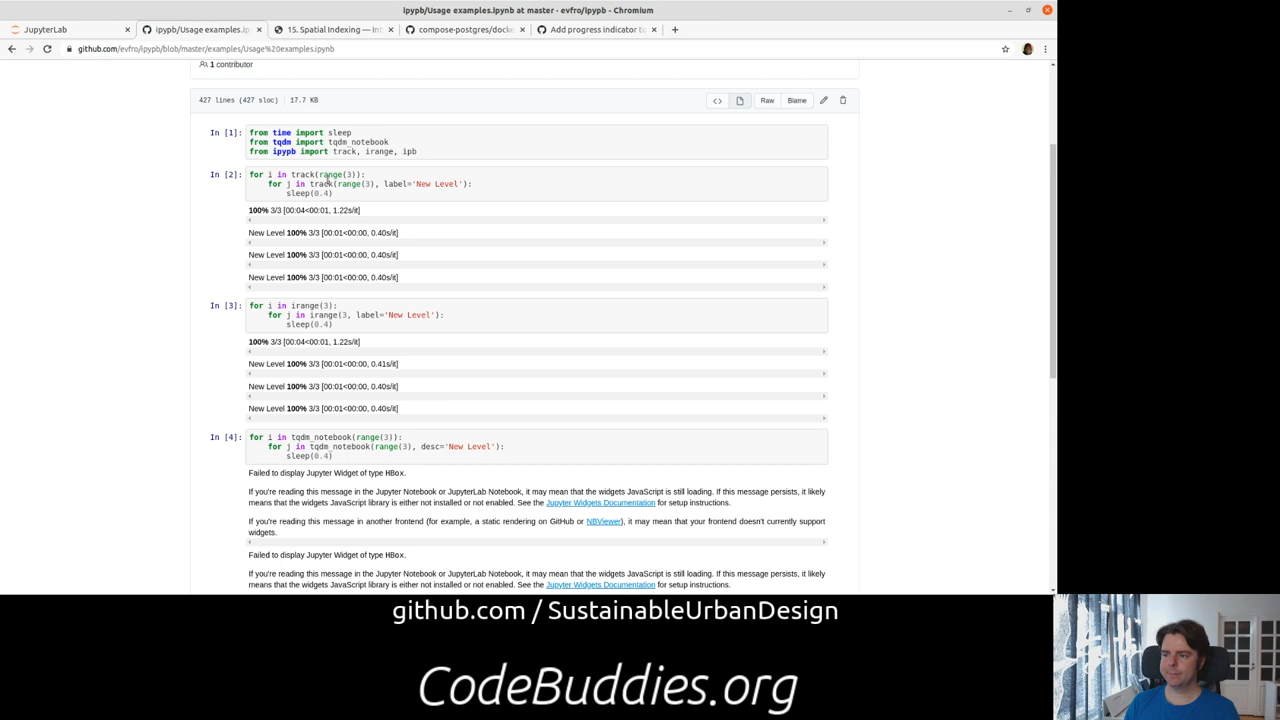 ipypb/Usage examples.ipynb at master · evfro/ipypb - Chromium
JupyterLab
ipypb/Usage examples.ip
15. Spatial Indexing — Int
compose-postgres/docke
Add progress indicator to
github.com/evfro/ipypb/blob/master/examples/Usage%20examples.ipynb
1 contributor
427 lines (427 sloc) | 17.7 KB
Raw
Blame
In [1]:
from time import sleep
from tqdm import tqdm_notebook
from ipypb import track, irange, ipb
In [2]:
for i in track(range(3)):
for j in track(range(3), label='New Level'):
sleep(0.4)
100% 3/3 [00:04<00:01, 1.22s/it]
New Level 100% 3/3 [00:01<00:00, 0.40s/it]
New Level 100% 3/3 [00:01<00:00, 0.40s/it]
New Level 100% 3/3 [00:01<00:00, 0.40s/it]
In [3]:
for i in irange(3):
for j in irange(3, label='New Level'):
sleep(0.4)
100% 3/3 [00:04<00:01, 1.22s/it]
New Level 100% 3/3 [00:01<00:00, 0.41s/it]
New Level 100% 3/3 [00:01<00:00, 0.40s/it]
New Level 100% 3/3 [00:01<00:00, 0.40s/it]
In [4]:
for i in tqdm_notebook(range(3)):
for j in tqdm_notebook(range(3), desc='New Level'):
sleep(0.4)
Failed to display Jupyter Widget of type HBox.
If you're reading this message in the Jupyter Notebook or JupyterLab Notebook, it may mean that the widgets JavaScript is still loading. If this message persists, it likely
means that the widgets JavaScript library is either not installed or not enabled. See the Jupyter Widgets Documentation for setup instructions.
If you're reading this message in another frontend (for example, a static rendering on GitHub or NBViewer), it may mean that your frontend doesn't currently support
widgets.
Failed to display Jupyter Widget of type HBox.
If you're reading this message in the Jupyter Notebook or JupyterLab Notebook, it may mean that the widgets JavaScript is still loading. If this message persists, it likely
means that the widgets JavaScript library is either not installed or not enabled. See the Jupyter Widgets Documentation for setup instructions.
github.com / SustainableUrbanDesign
CodeBuddies.org